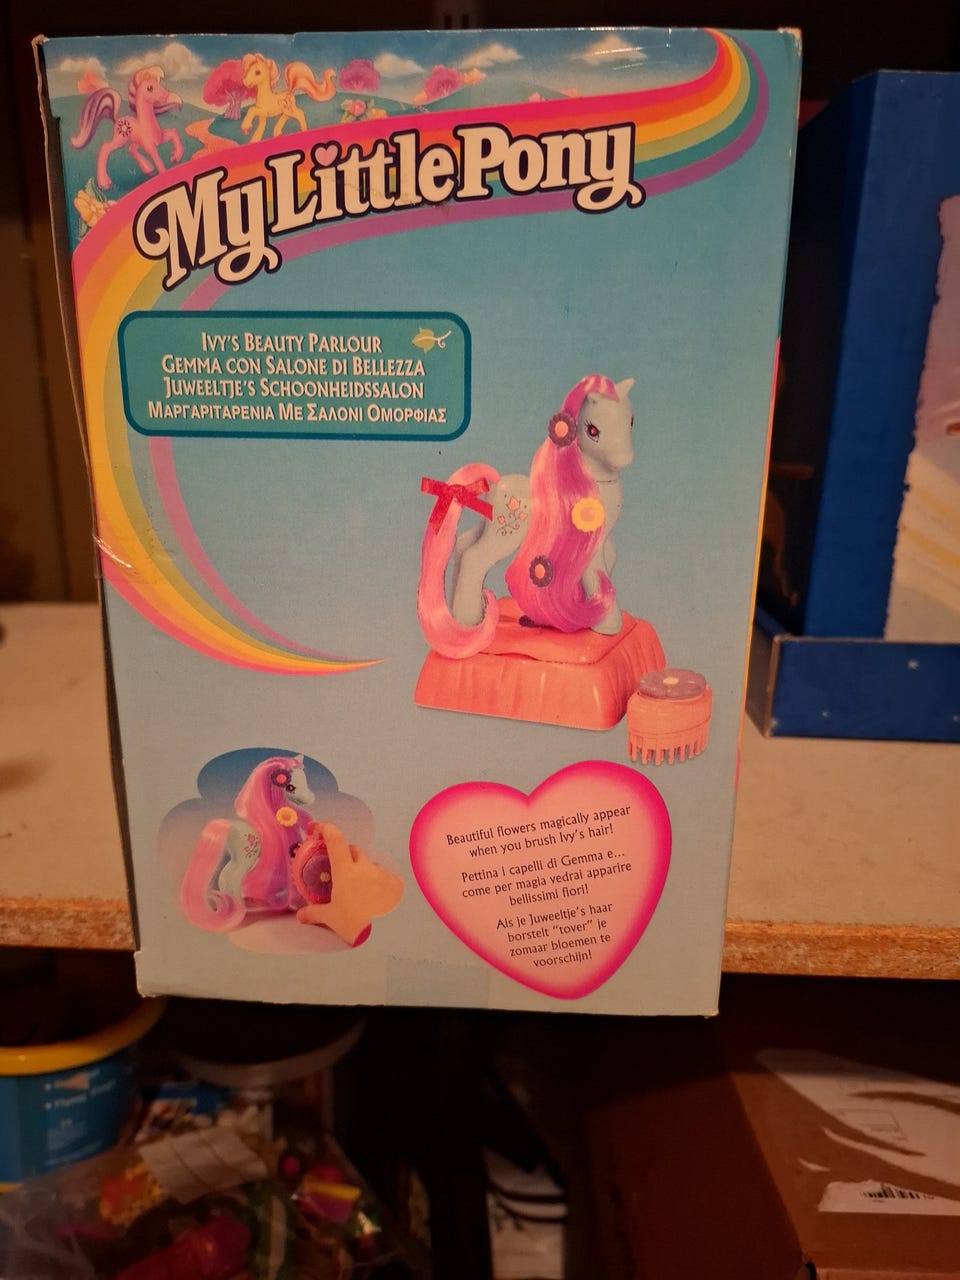 My Little Pony
Ivy's Beauty Parlour
Gemma con Salone di Bellezza
Juweeltje's Schoonheidssalon
Μαργαριταρενια Με Σαλονι Ομορφιας
Beautiful flowers magically appear
when you brush Ivy's hair!
Pettina i capelli di Gemma e...
come per magia vedrai apparire
bellissimi fiori!
Als je Juweeltje's haar
borstelt "tover" je
zomaar bloemen te
voorschijn!